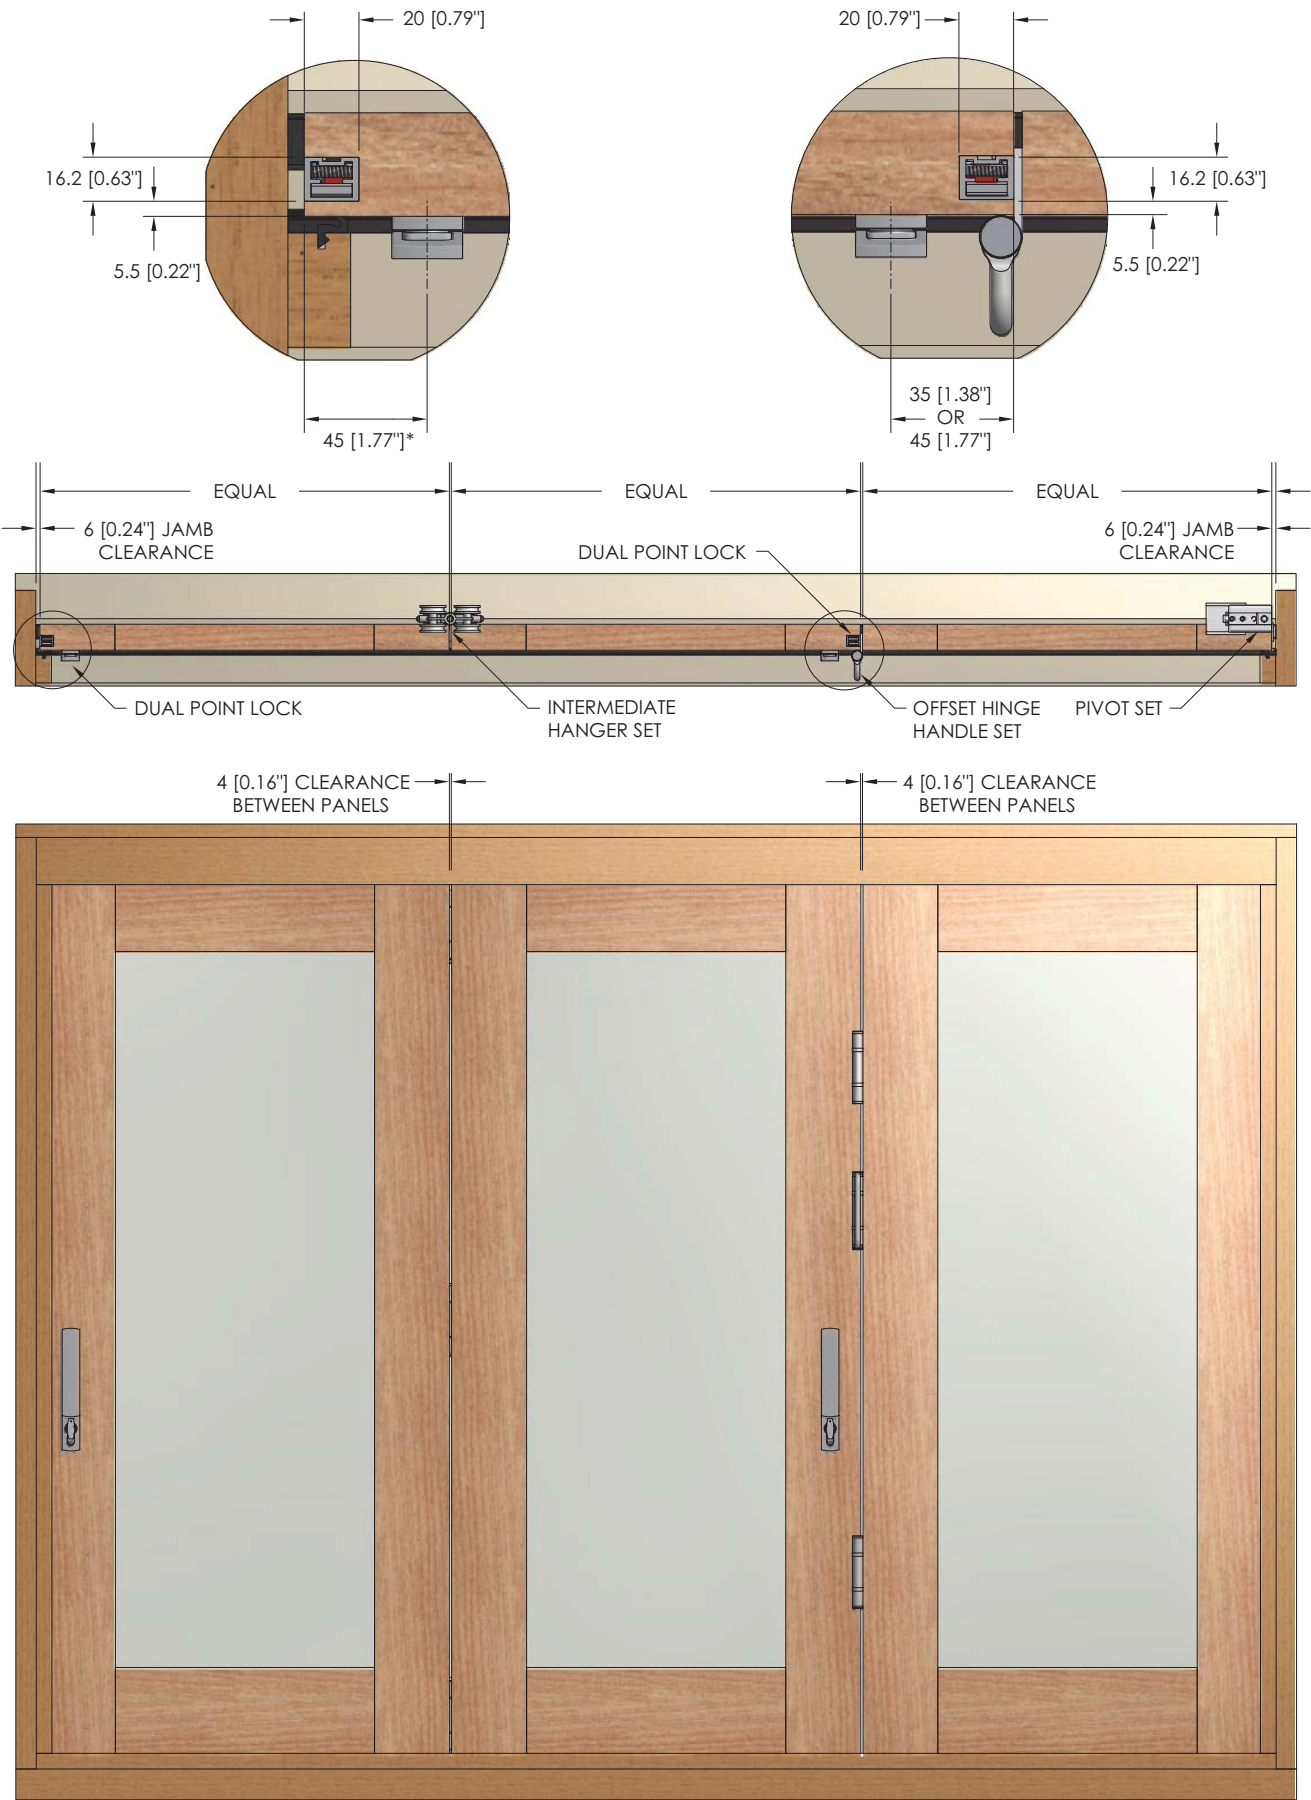 20 [0.79"]
20 [0.79"]
16.2 [0.63"]
16.2 [0.63"]
5.5 [0.22"]
5.5 [0.22"]
45 [1.77"]*
35 [1.38"]
OR
45 [1.77"]
EQUAL
EQUAL
EQUAL
6 [0.24"] JAMB
CLEARANCE
DUAL POINT LOCK
6 [0.24"] JAMB
CLEARANCE
DUAL POINT LOCK
INTERMEDIATE
HANGER SET
OFFSET HINGE
HANDLE SET
PIVOT SET
4 [0.16"] CLEARANCE
BETWEEN PANELS
4 [0.16"] CLEARANCE
BETWEEN PANELS